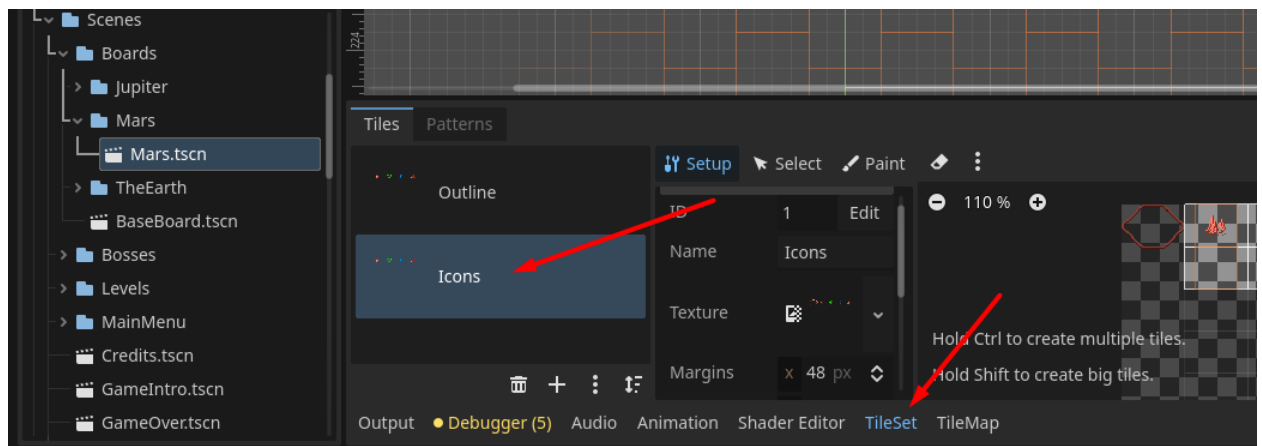 Scenes
Boards
Jupiter
Mars
Mars.tscn
TheEarth
BaseBoard.tscn
Bosses
Levels
MainMenu
Credits.tscn
GameIntro.tscn
GameOver.tscn
224
Tiles Patterns
Outline
Icons
Setup Select Paint
ID 1 Edit
Name Icons
Texture
Margins x 48 px
110 %
Hold Ctrl to create multiple tiles.
Hold Shift to create big tiles.
Output Debugger (5) Audio Animation Shader Editor TileSet TileMap